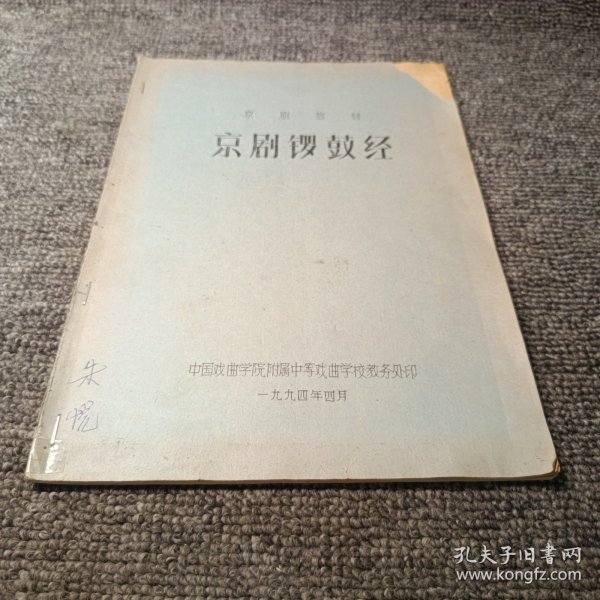 京剧教材
京剧锣鼓经
中国戏曲学院附属中等戏曲学校教务处印
一九九四年四月
朱
孔夫子旧書网
www.kongfz.com